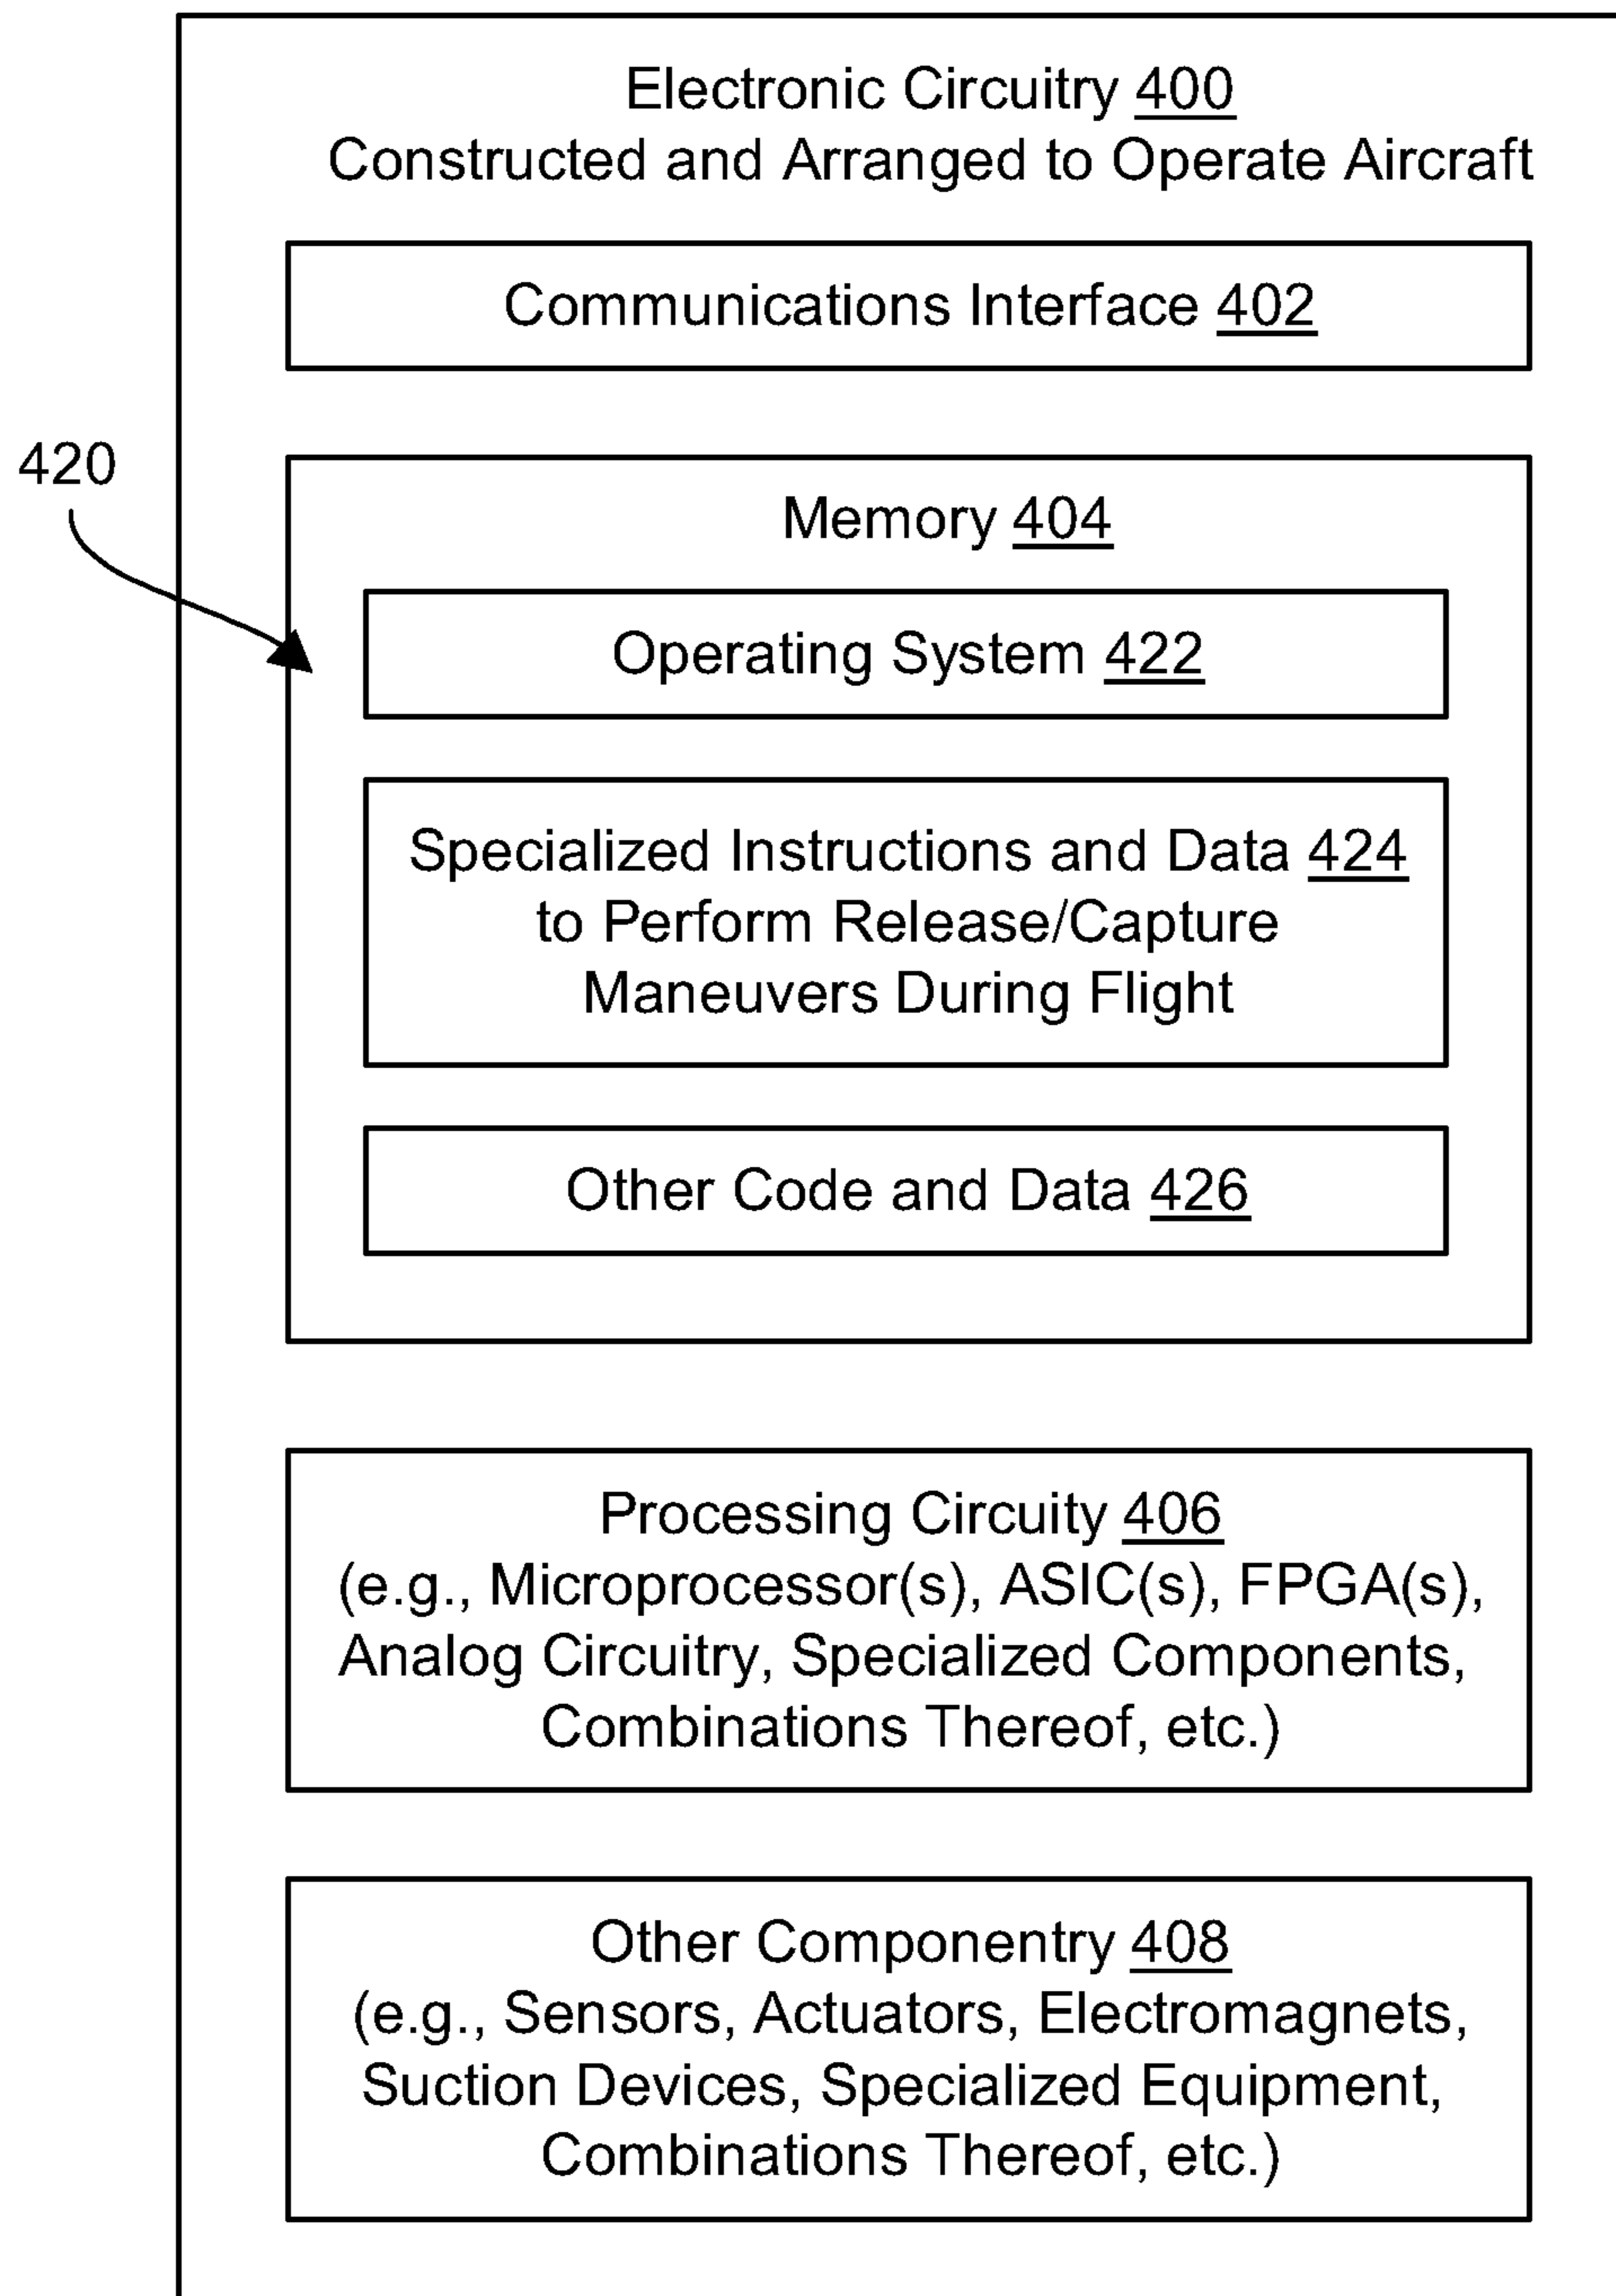 Electronic Circuitry 400
Constructed and Arranged to Operate Aircraft
Communications Interface 402
420
Memory 404
Operating System 422
Specialized Instructions and Data 424
to Perform Release/Capture
Maneuvers During Flight
Other Code and Data 426
Processing Circuity 406
(e.g., Microprocessor(s), ASIC(s), FPGA(s),
Analog Circuitry, Specialized Components,
Combinations Thereof, etc.)
Other Componentry 408
(e.g., Sensors, Actuators, Electromagnets,
Suction Devices, Specialized Equipment,
Combinations Thereof, etc.)